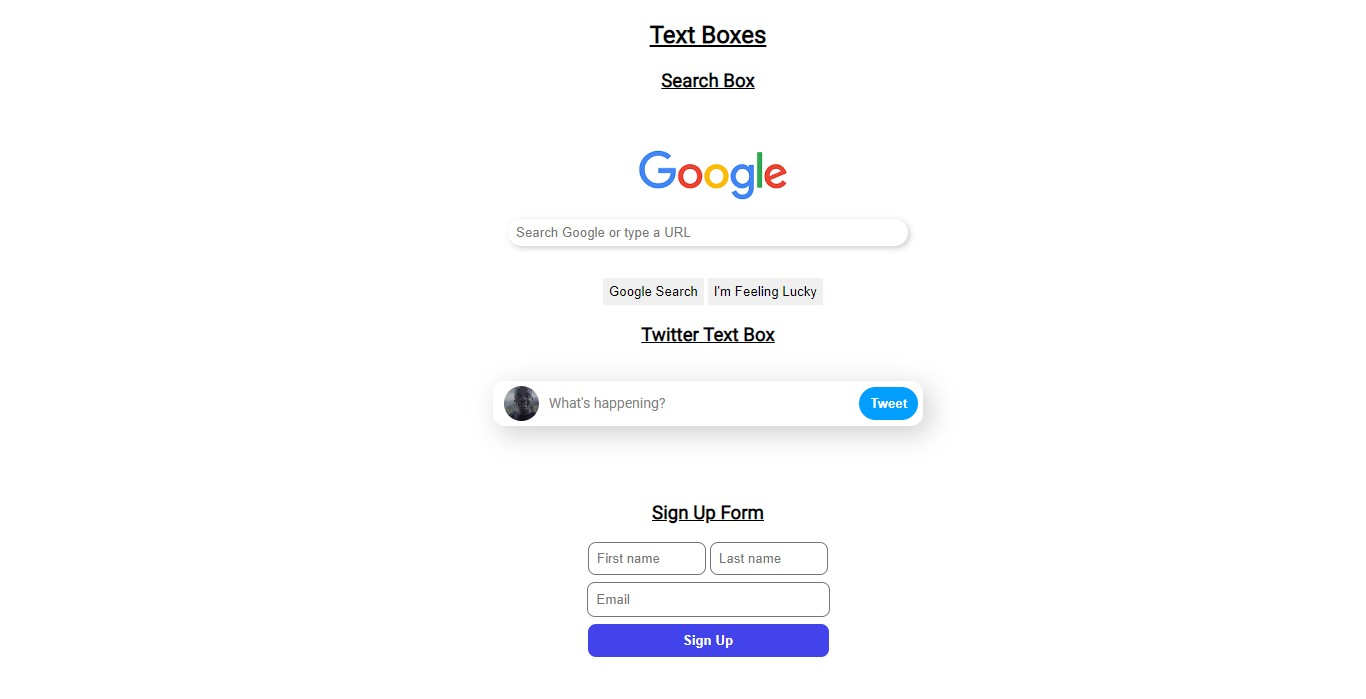 Text Boxes
Search Box
Google
Search Google or type a URL
Google Search I'm Feeling Lucky
Twitter Text Box
What's happening? Tweet
Sign Up Form
First name Last name
Email
Sign Up